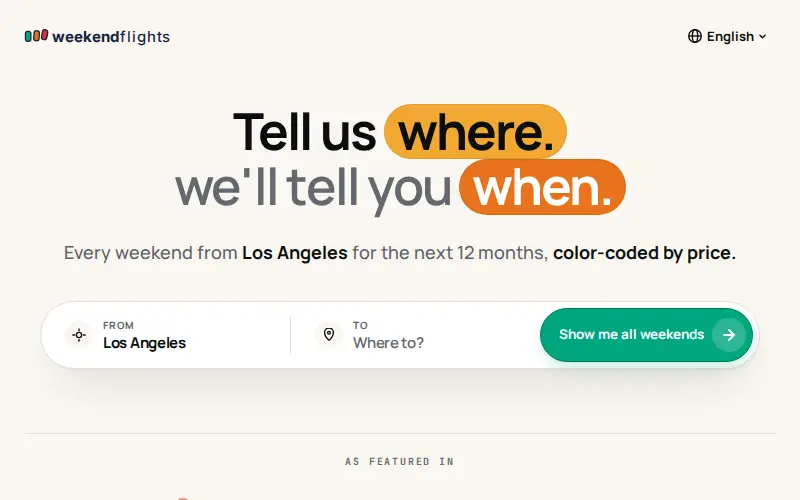 weekendflights
English
Tell us where.
we'll tell you when.
Every weekend from Los Angeles for the next 12 months, color-coded by price.
FROM
Los Angeles
TO
Where to?
Show me all weekends
AS FEATURED IN